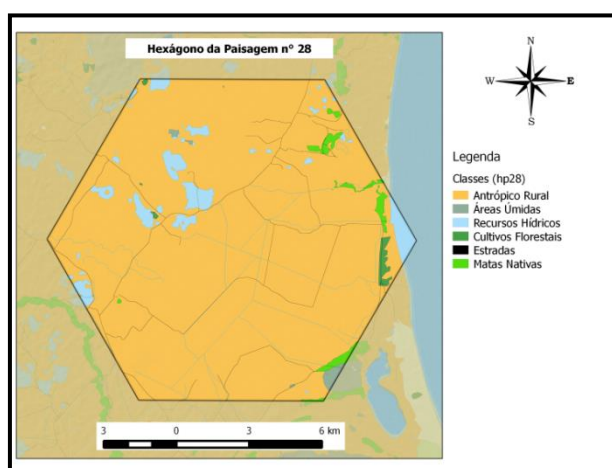 Hexágono da Paisagem n° 28
N
W
E
S
Legenda
Classes (hp28)
Antrópico Rural
Áreas Úmidas
Recursos Hídricos
Cultivos Florestais
Estradas
Matas Nativas
3 0 3 6 km